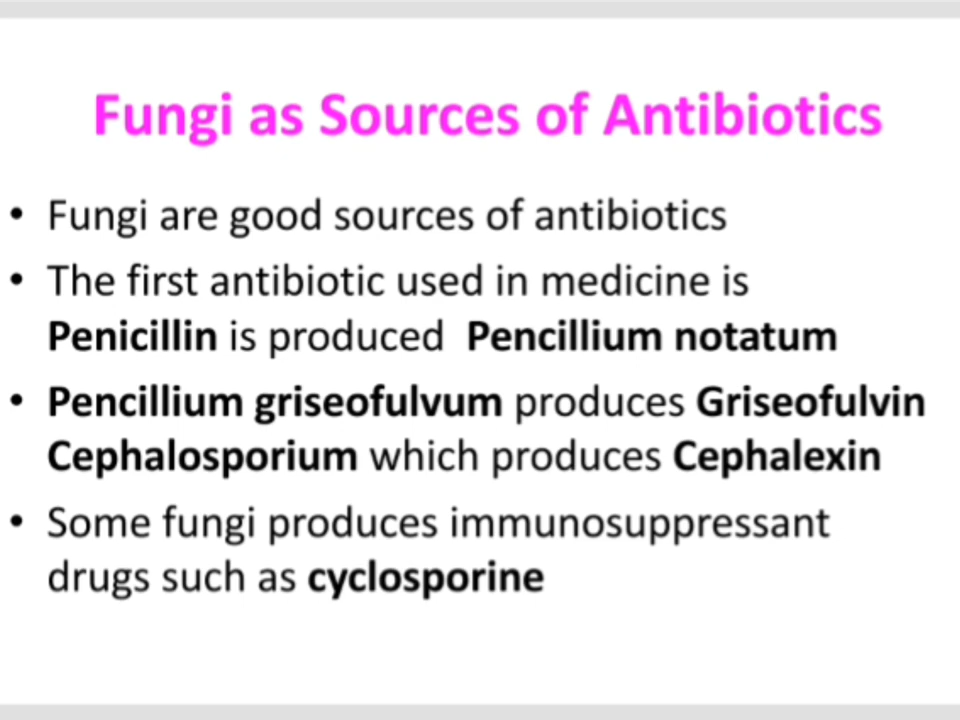 Fungi as Sources of Antibiotics
• Fungi are good sources of antibiotics
• The first antibiotic used in medicine is
Penicillin is produced Pencillium notatum
• Pencillium griseofulvum produces Griseofulvin
Cephalosporium which produces Cephalexin
• Some fungi produces immunosuppressant
drugs such as cyclosporine